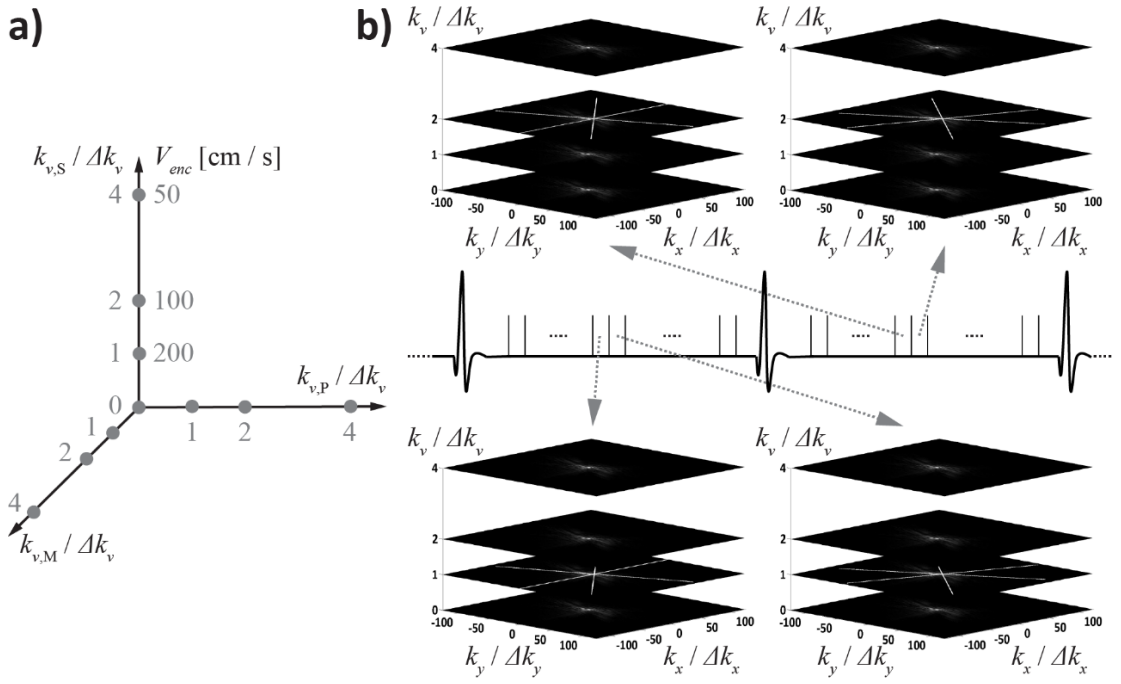 a)
k_{v,S} / Δk_v
V_{enc} [cm / s]
4 50
2 100
1 200
0
k_{v,P} / Δk_v
1 2 4
1
2
4
k_{v,M} / Δk_v
b)
k_v / Δk_v
4
2
1
0
-100 -50 0 50 100
-100 -50 0 50 100
k_y / Δk_y
k_x / Δk_x
k_v / Δk_v
4
2
1
0
-100 -50 0 50 100
-100 -50 0 50 100
k_y / Δk_y
k_x / Δk_x
k_v / Δk_v
4
2
1
0
-100 -50 0 50 100
-100 -50 0 50 100
k_y / Δk_y
k_x / Δk_x
k_v / Δk_v
4
2
1
0
-100 -50 0 50 100
-100 -50 0 50 100
k_y / Δk_y
k_x / Δk_x